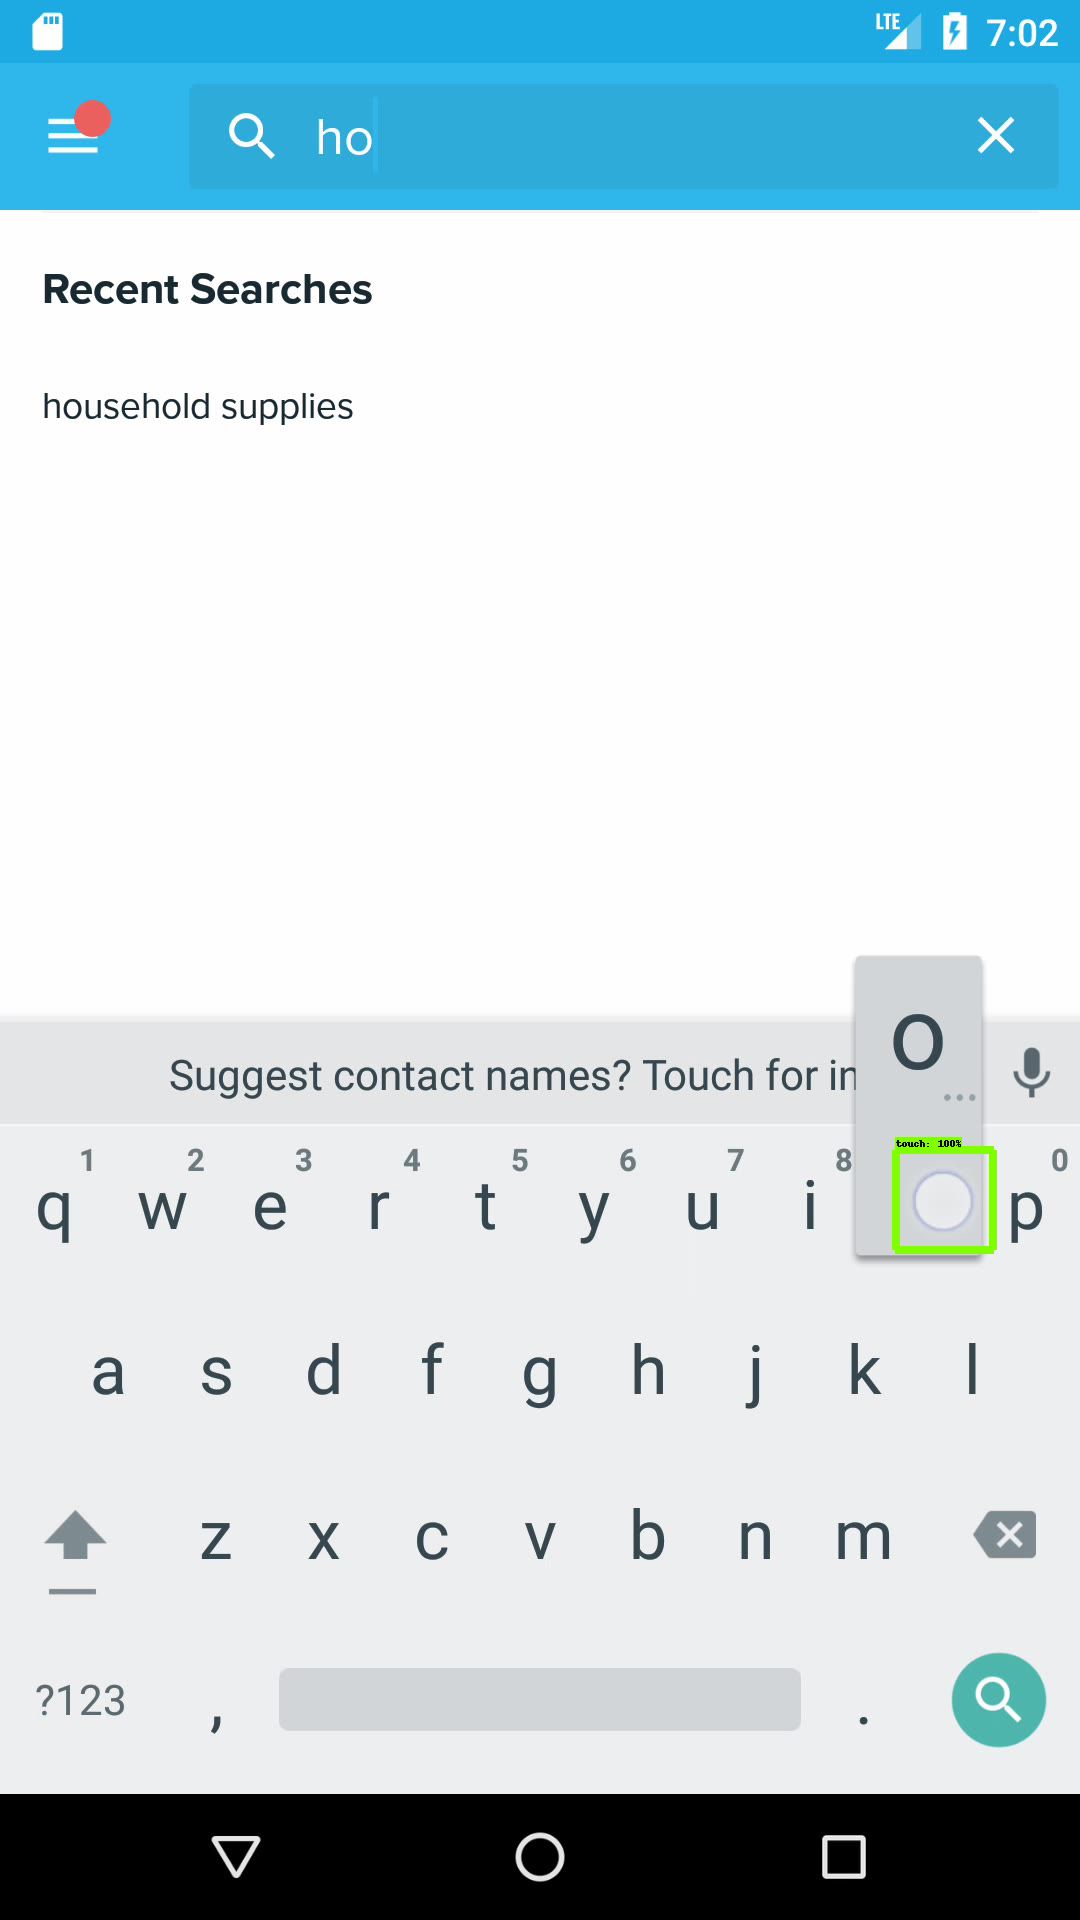 LTE 7:02
ho
Recent Searches
household supplies
o
...
Suggest contact names? Touch for in
touch: 100%
1 2 3 4 5 6 7 8 0
q w e r t y u i p
a s d f g h j k l
z x c v b n m
?123 , .